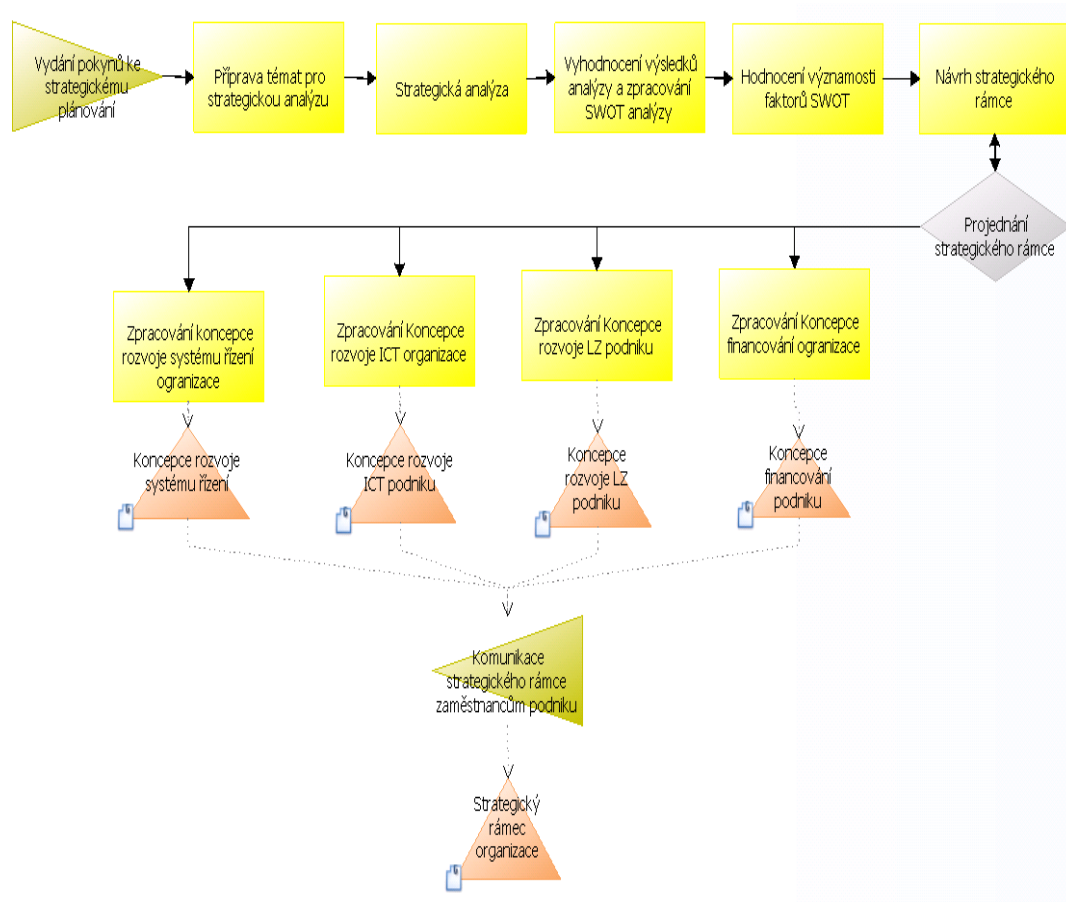 Vydání pokynů ke
strategickému
plánování
Příprava témat pro
strategickou analýzu
Strategická analýza
Vyhodnocení výsledků
analýzy a zpracování
SWOT analýzy
Hodnocení významosti
faktorů SWOT
Návrh strategického
rámce
Projednání
strategického rámce
Zpracování koncepce
rozvoje systému řízení
ogranizace
Zpracování Koncepce
rozvoje ICT organizace
Zpracování Koncepce
rozvoje LZ podniku
Zpracování Koncepce
financování ogranizace
Koncepce rozvoje
systému řízení
Koncepce rozvoje
ICT podniku
Koncepce
rozvoje LZ
podniku
Koncepce
financování
podniku
Komunikace
strategického rámce
zaměstnancům podniku
Strategický
rámec
organizace